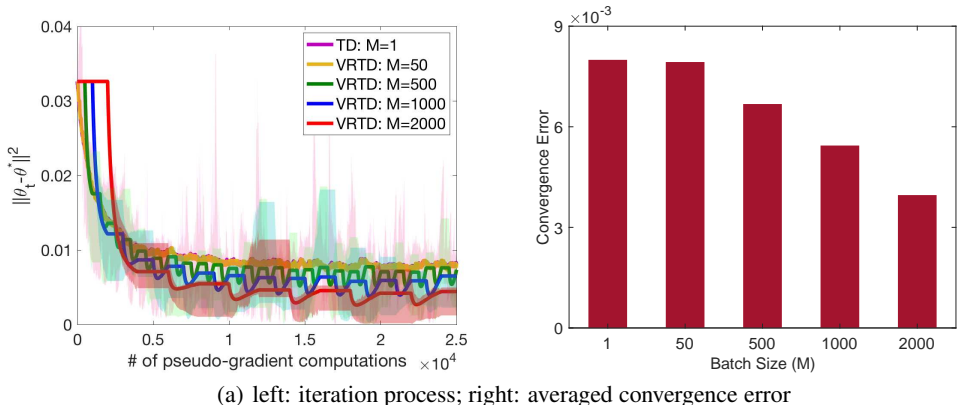 0.04
0.03
0.02
0.01
0
||θ_t-θ*||²
TD: M=1
VRTD: M=50
VRTD: M=500
VRTD: M=1000
VRTD: M=2000
0 0.5 1 1.5 2 2.5
# of pseudo-gradient computations ×10⁴
9 ×10⁻³
6
3
0
Convergence Error
1 50 500 1000 2000
Batch Size (M)
(a) left: iteration process; right: averaged convergence error